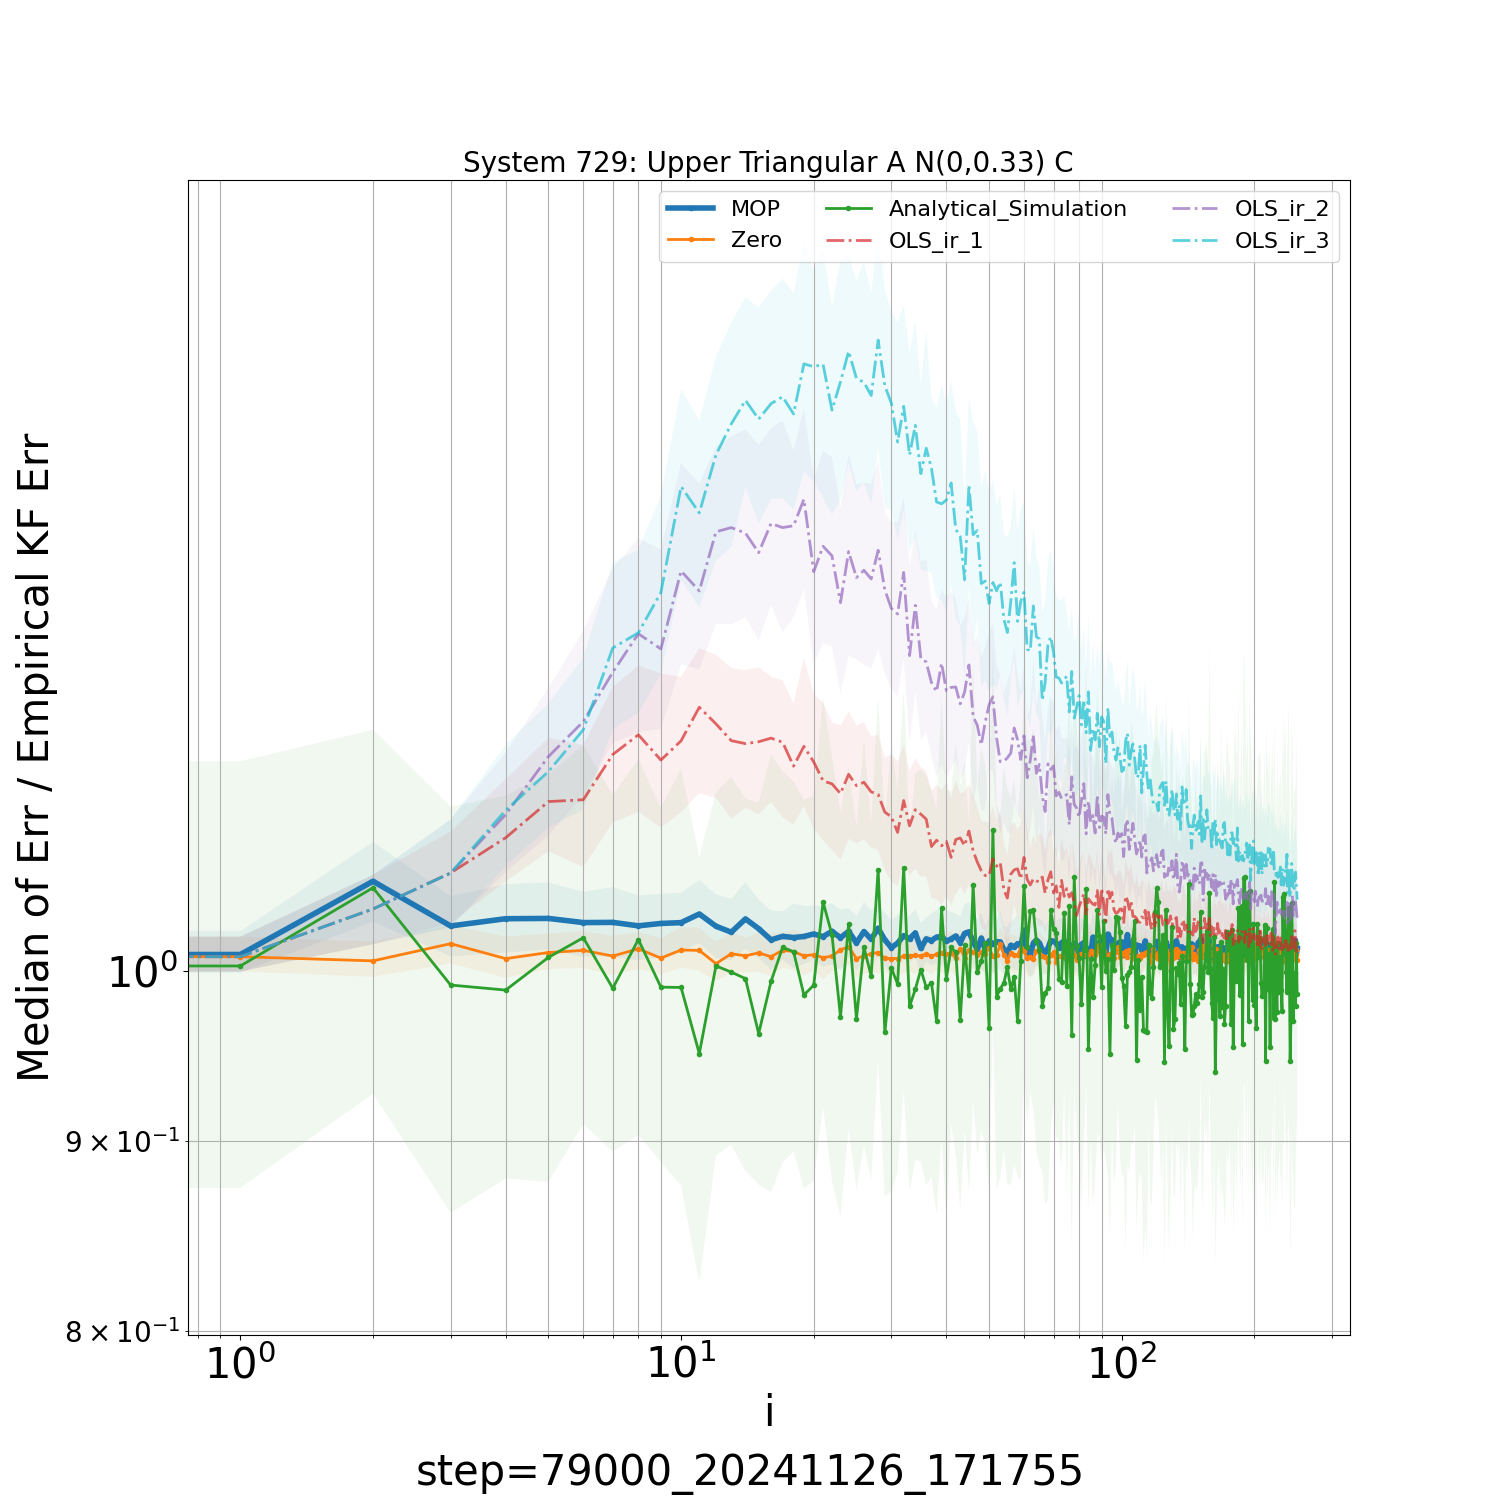 System 729: Upper Triangular A N(0,0.33) C
MOP
Zero
Analytical_Simulation
OLS_ir_1
OLS_ir_2
OLS_ir_3
Median of Err / Empirical KF Err
10⁰
9 × 10⁻¹
8 × 10⁻¹
10⁰
10¹
10²
i
step=79000_20241126_171755